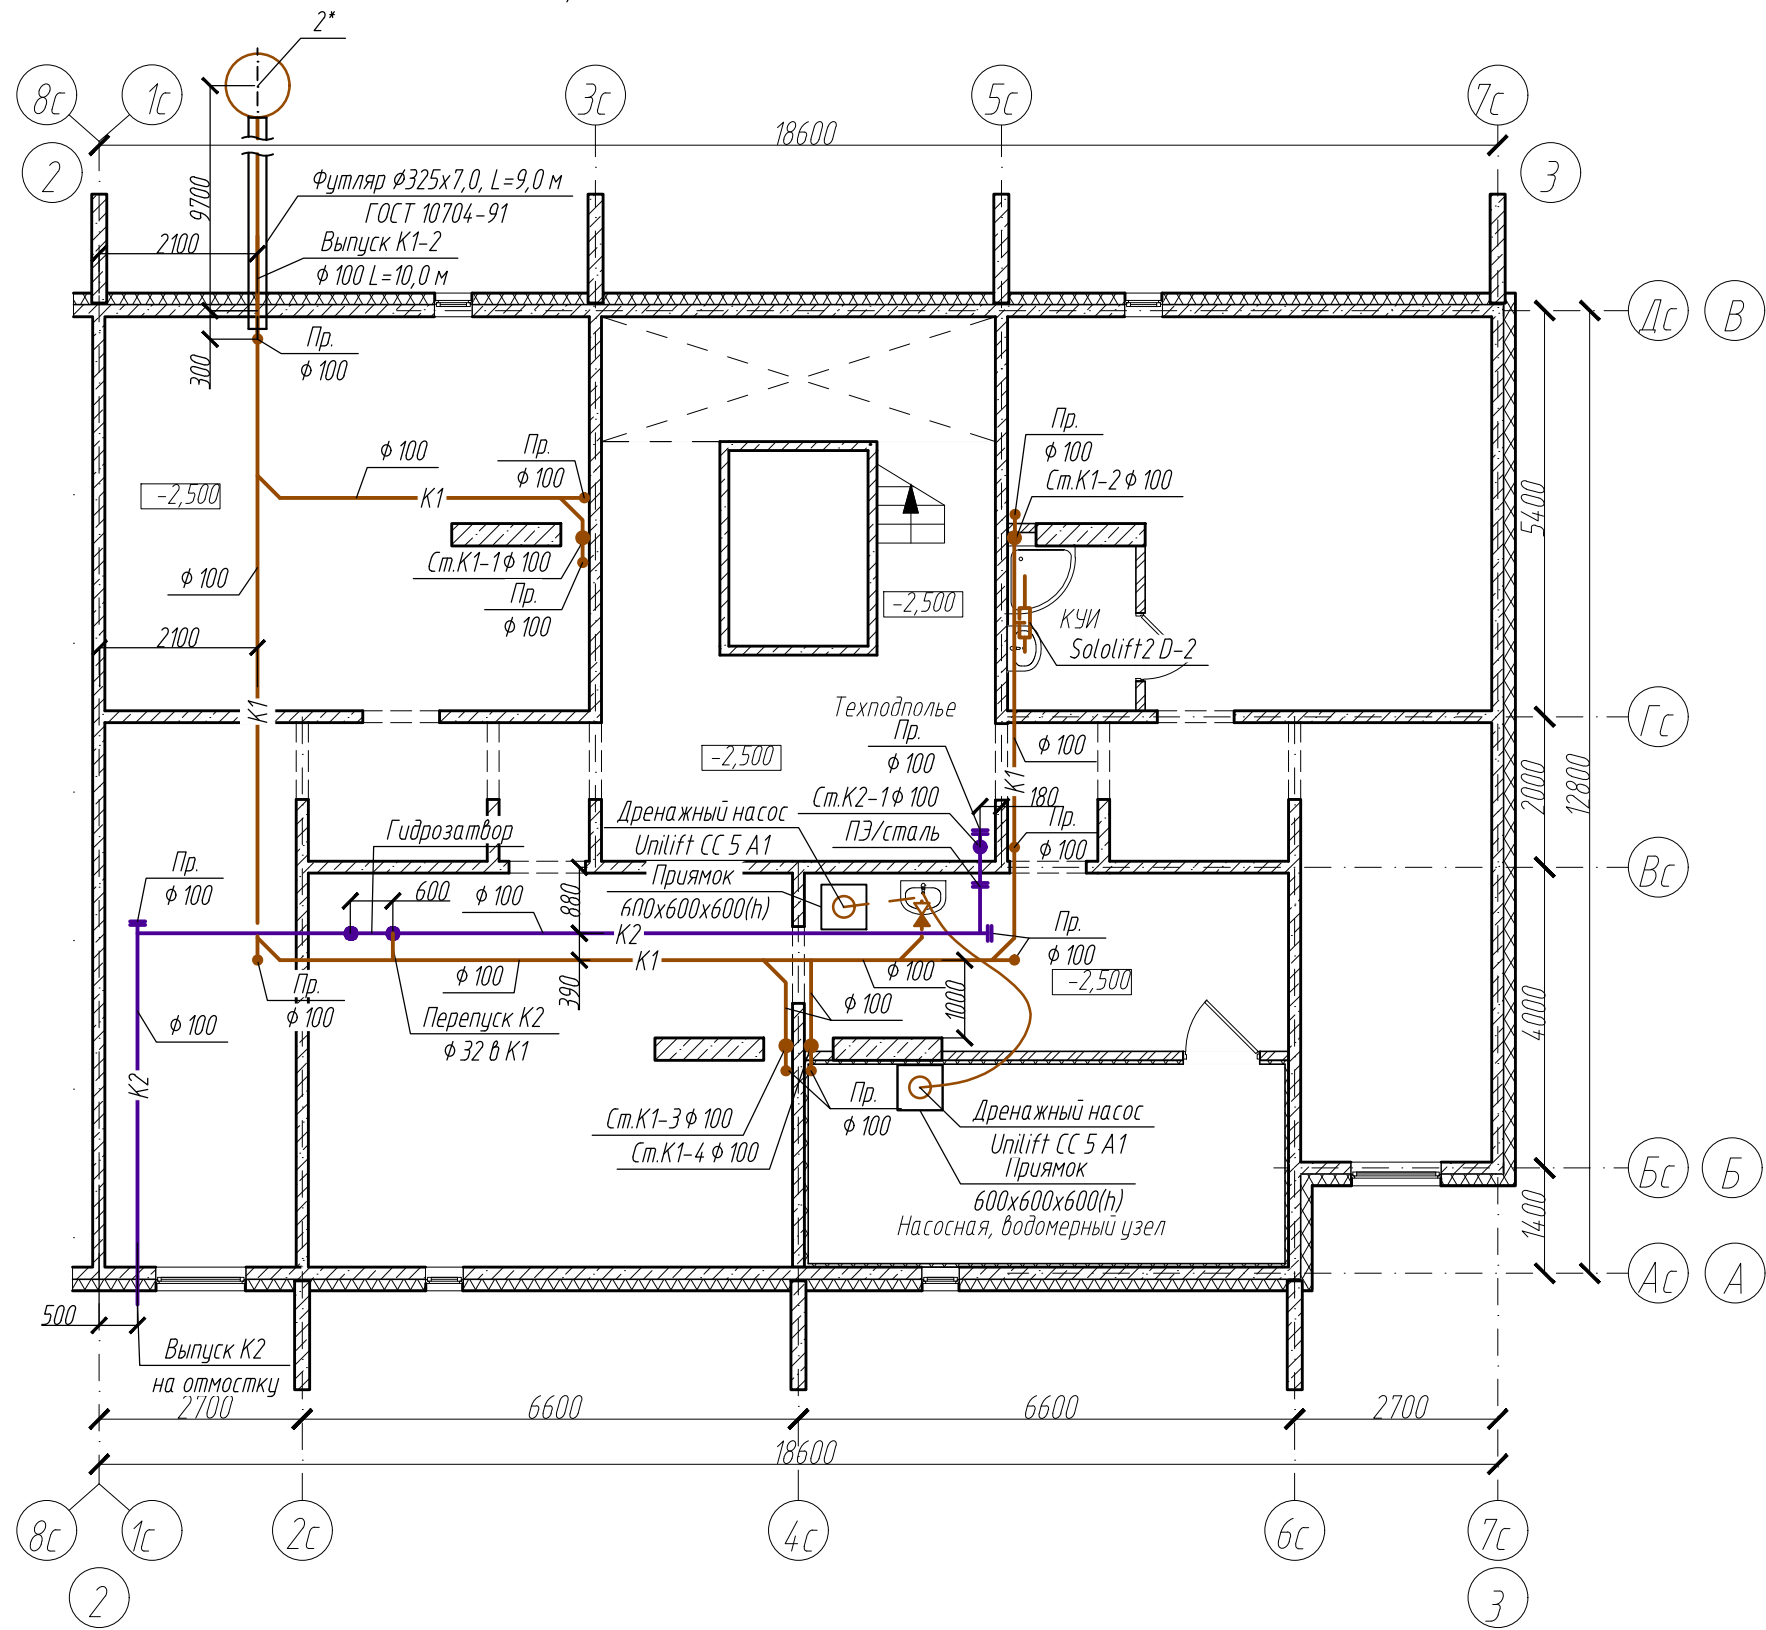 2*
8с
1с
3с
5с
7с
18600
2
3
Футляр ϕ325х7,0, L=9,0 м
ГОСТ 10704-91
9700
2100
Выпуск К1-2
ϕ 100 L=10,0 м
Дс
В
Пр.
ϕ 100
300
Пр.
ϕ 100
Ст.К1-2 ϕ 100
ϕ 100
Пр.
ϕ 100
К1
-2,500
5400
Ст.К1-1 ϕ 100
Пр.
ϕ 100
ϕ 100
-2,500
КУИ
Sololift2 D-2
2100
К1
Техподполье
Гс
Пр.
ϕ 100
ϕ 100
-2,500
К1
2000
12800
Ст.К2-1 ϕ 100
180
Дренажный насос
Unilift CC 5 A1
ПЭ/сталь
Пр.
ϕ 100
Гидрозатвор
Пр.
ϕ 100
Приямок
600х600х600(h)
Вс
600
ϕ 100
880
К2
Пр.
ϕ 100
К1
ϕ 100
390
ϕ 100
-2,500
Пр.
ϕ 100
ϕ 100
1000
4000
ϕ 100
Перепуск К2
ϕ 32 в К1
К2
Пр.
ϕ 100
Ст.К1-3 ϕ 100
Ст.К1-4 ϕ 100
Дренажный насос
Unilift CC 5 A1
Приямок
600х600х600(h)
Насосная, водомерный узел
Бс
Б
1400
Ас
А
500
Выпуск К2
на отмостку
2700
6600
6600
2700
18600
8с
1с
2с
4с
6с
7с
2
3